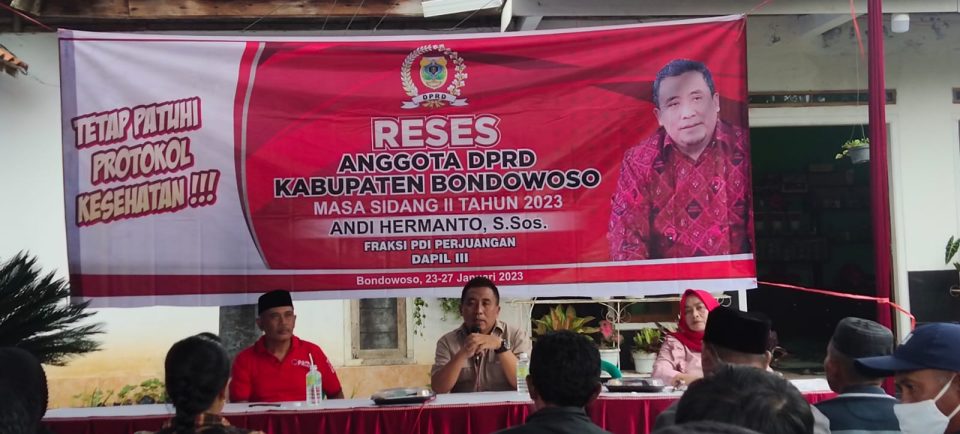 TETAP PATUHI
PROTOKOL
KESEHATAN !!!
DPRD
RESES
ANGGOTA DPRD
KABUPATEN BONDOWOSO
MASA SIDANG II TAHUN 2023
ANDI HERMANTO, S.Sos.
FRAKSI PDI PERJUANGAN
DAPIL III
Bondowoso, 23-27 Januari 2023